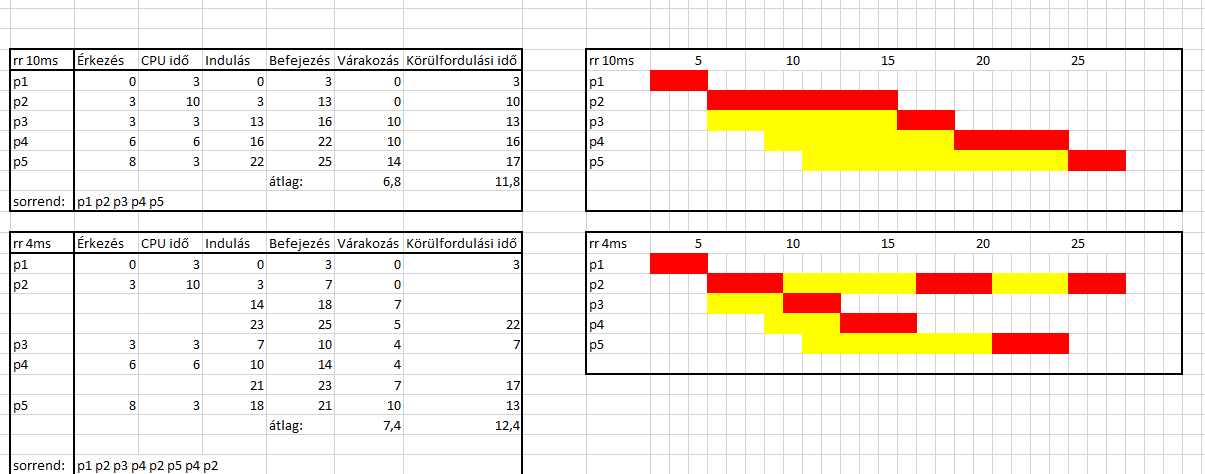 rr 10ms Érkezés CPU idő Indulás Befejezés Várakozás Körülfordulási idő
p1 0 3 0 3 0 3
p2 3 10 3 13 0 10
p3 3 3 13 16 10 13
p4 6 6 16 22 10 16
p5 8 3 22 25 14 17
átlag: 6,8 11,8
sorrend: p1 p2 p3 p4 p5
rr 10ms 5 10 15 20 25
p1
p2
p3
p4
p5
rr 4ms Érkezés CPU idő Indulás Befejezés Várakozás Körülfordulási idő
p1 0 3 0 3 0 3
p2 3 10 3 7 0
14 18 7
23 25 5 22
p3 3 3 7 10 4 7
p4 6 6 10 14 4
21 23 7 17
p5 8 3 18 21 10 13
átlag: 7,4 12,4
sorrend: p1 p2 p3 p4 p2 p5 p4 p2
rr 4ms 5 10 15 20 25
p1
p2
p3
p4
p5